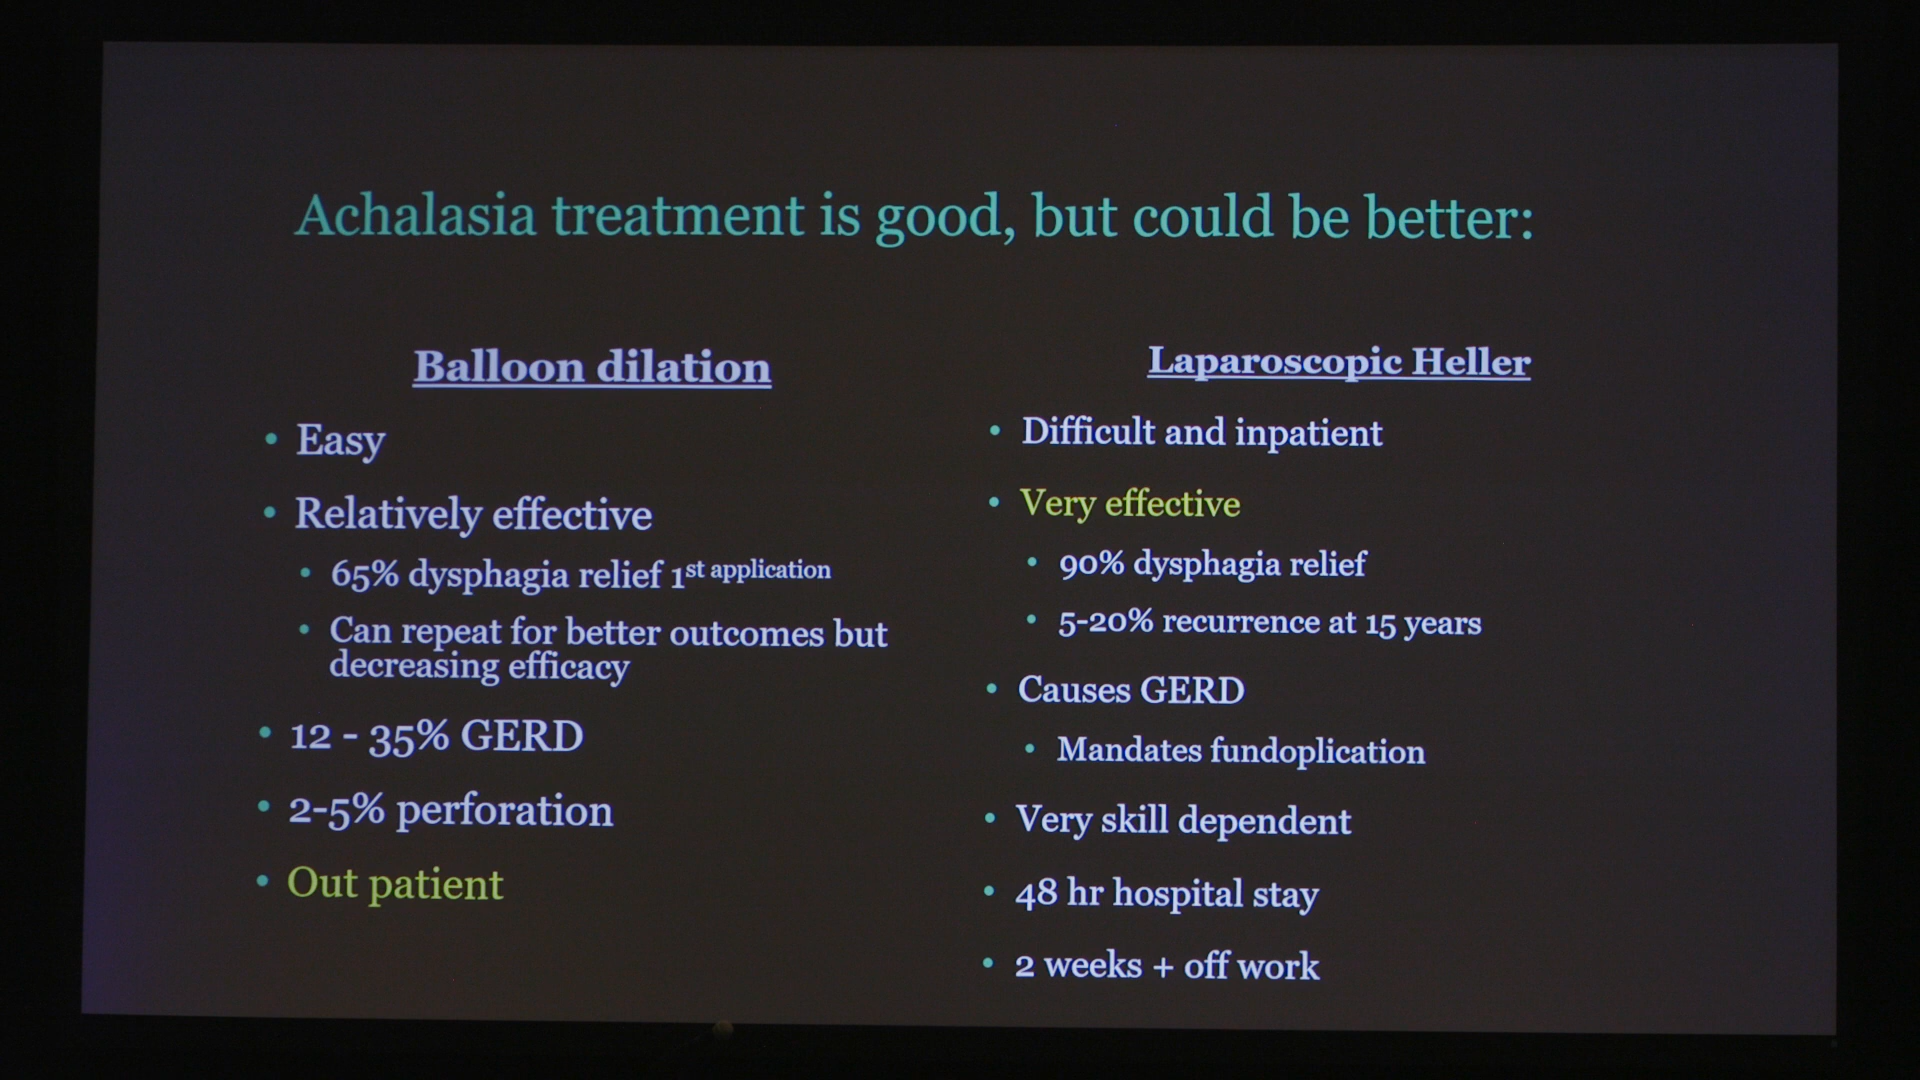 Achalasia treatment is good, but could be better:
Balloon dilation
• Easy
• Relatively effective
• 65% dysphagia relief 1st application
• Can repeat for better outcomes but
decreasing efficacy
• 12 - 35% GERD
• 2-5% perforation
• Out patient
Laparoscopic Heller
• Difficult and inpatient
• Very effective
• 90% dysphagia relief
• 5-20% recurrence at 15 years
• Causes GERD
• Mandates fundoplication
• Very skill dependent
• 48 hr hospital stay
• 2 weeks + off work